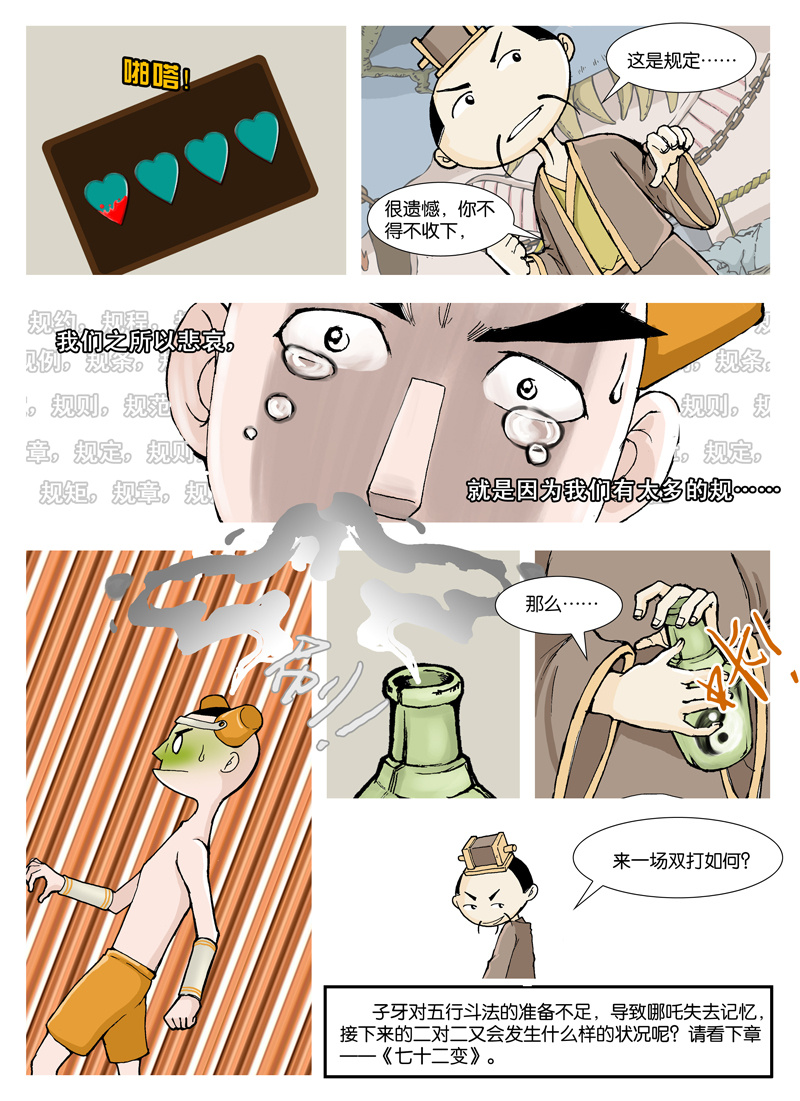 啪嗒！
这是规定……
很遗憾，你不
得不收下，
规约，规程，
我们之所以悲哀，
规例，规条，
规条
，规则，规范
规则，规
章，规定，规则
规定，
规矩，规章，规
就是因为我们有太多的规……
那么……
来一场双打如何？
子牙对五行斗法的准备不足，导致哪吒失去记忆，
接下来的二对二又会发生什么样的状况呢？请看下章
——《七十二变》。